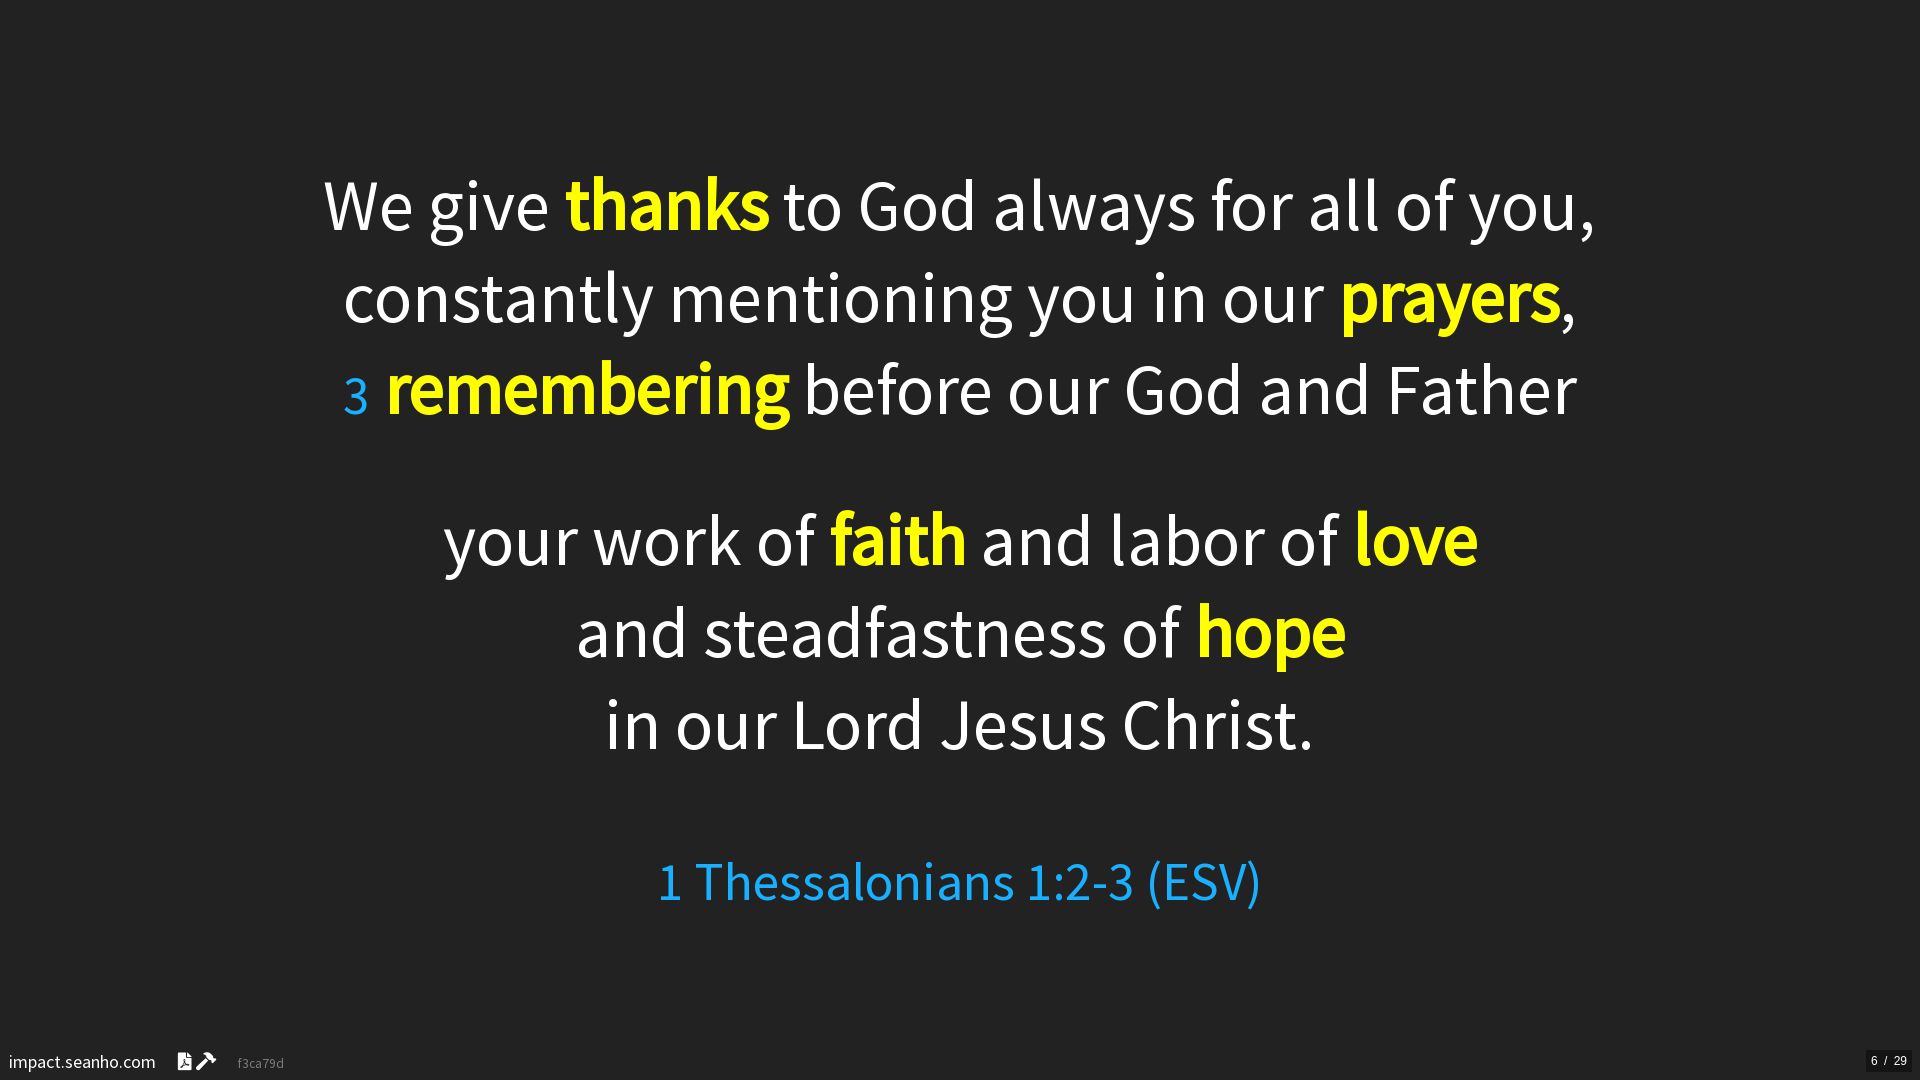 We give thanks to God always for all of you,
constantly mentioning you in our prayers,
3 remembering before our God and Father
your work of faith and labor of love
and steadfastness of hope
in our Lord Jesus Christ.
1 Thessalonians 1:2-3 (ESV)
impact.seanho.com f3ca79d
6 / 29